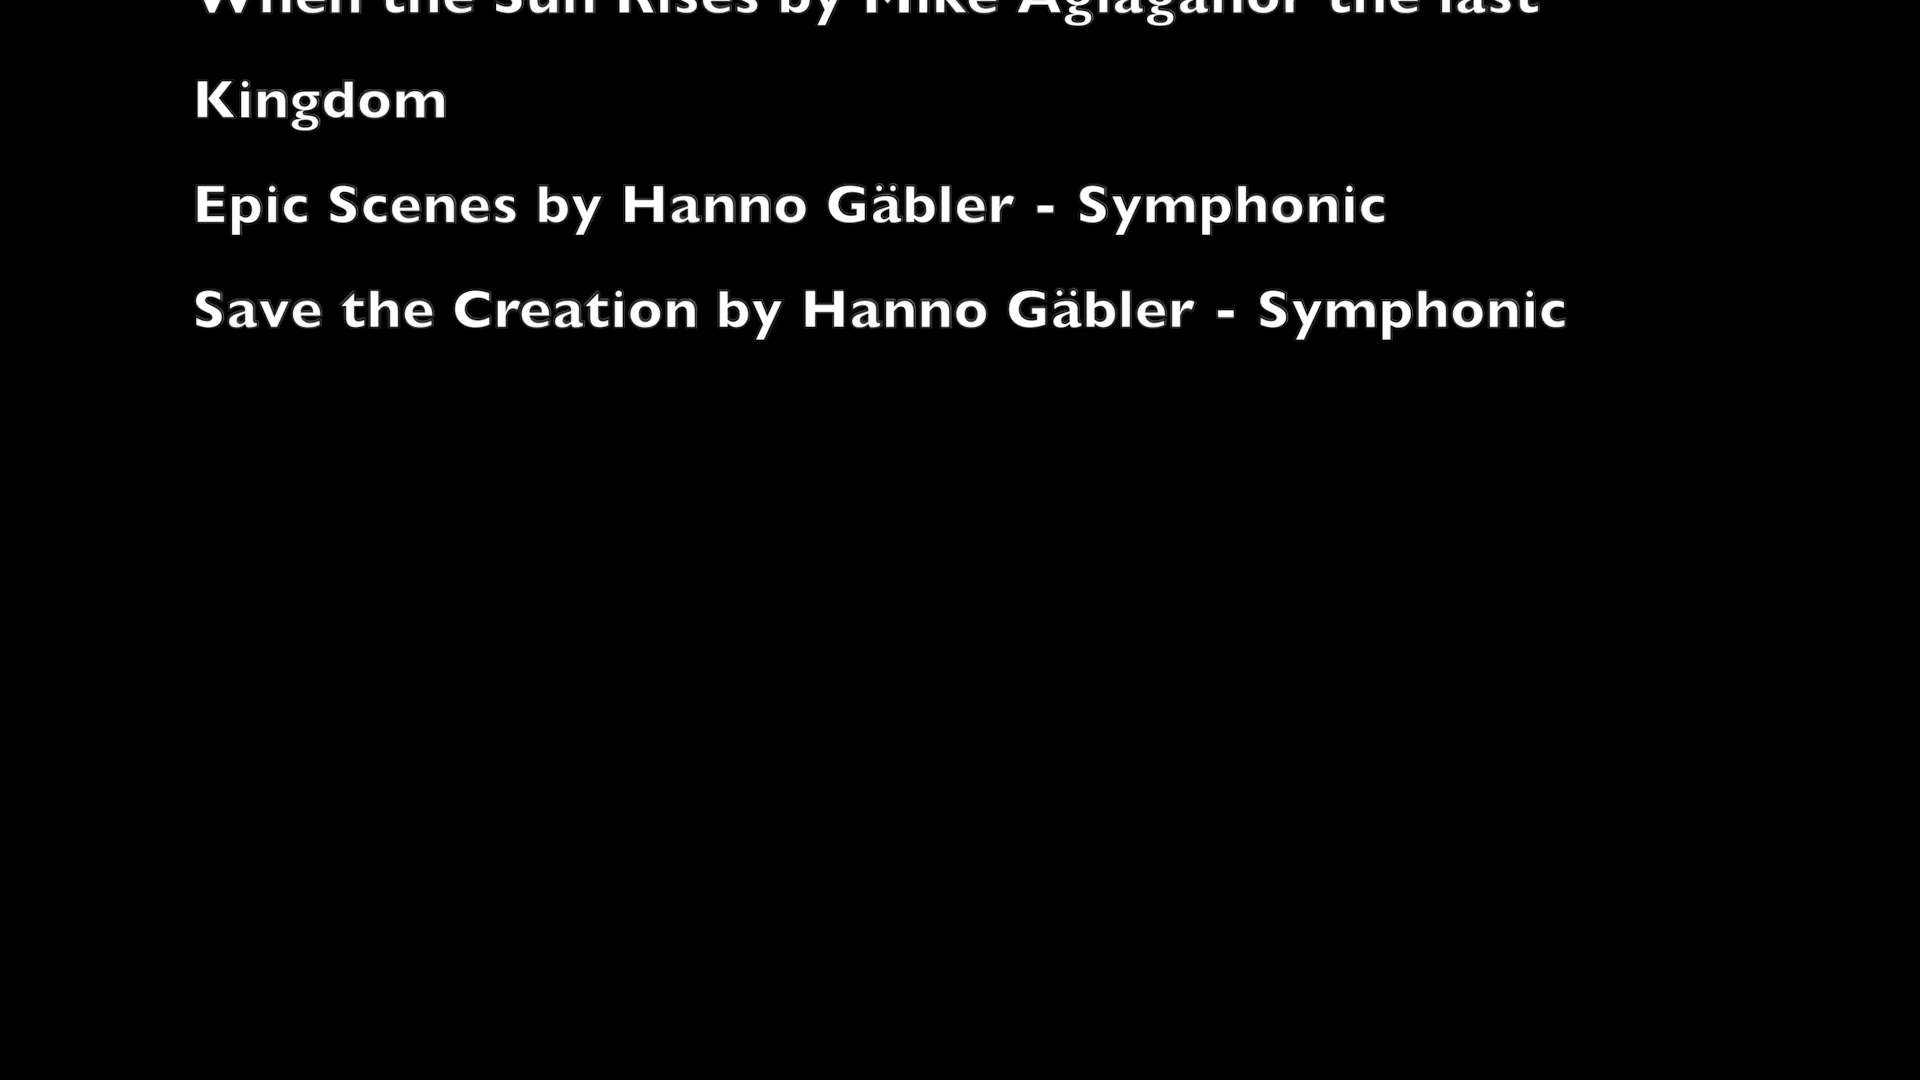 When the Sun Rises by Mike Aglaganor the last
Kingdom
Epic Scenes by Hanno Gäbler - Symphonic
Save the Creation by Hanno Gäbler - Symphonic